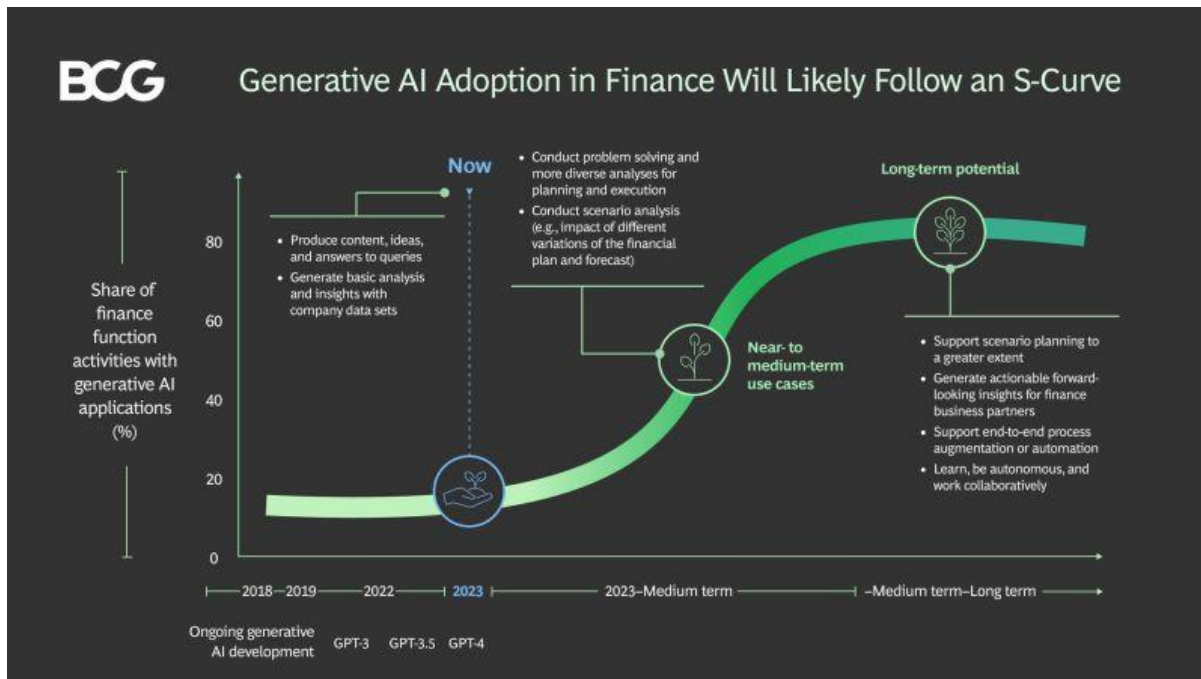 BCG
Generative AI Adoption in Finance Will Likely Follow an S-Curve
Share of
finance
function
activities with
generative AI
applications
(%)
80
60
40
20
0
Now
• Produce content, ideas,
and answers to queries
• Generate basic analysis
and insights with
company data sets
• Conduct problem solving and
more diverse analyses for
planning and execution
• Conduct scenario analysis
(e.g., impact of different
variations of the financial
plan and forecast)
Near- to
medium-term
use cases
Long-term potential
• Support scenario planning to
a greater extent
• Generate actionable forward-
looking insights for finance
business partners
• Support end-to-end process
augmentation or automation
• Learn, be autonomous, and
work collaboratively
2018 2019 2022 2023 2023–Medium term –Medium term–Long term
Ongoing generative
AI development
GPT-3 GPT-3.5 GPT-4